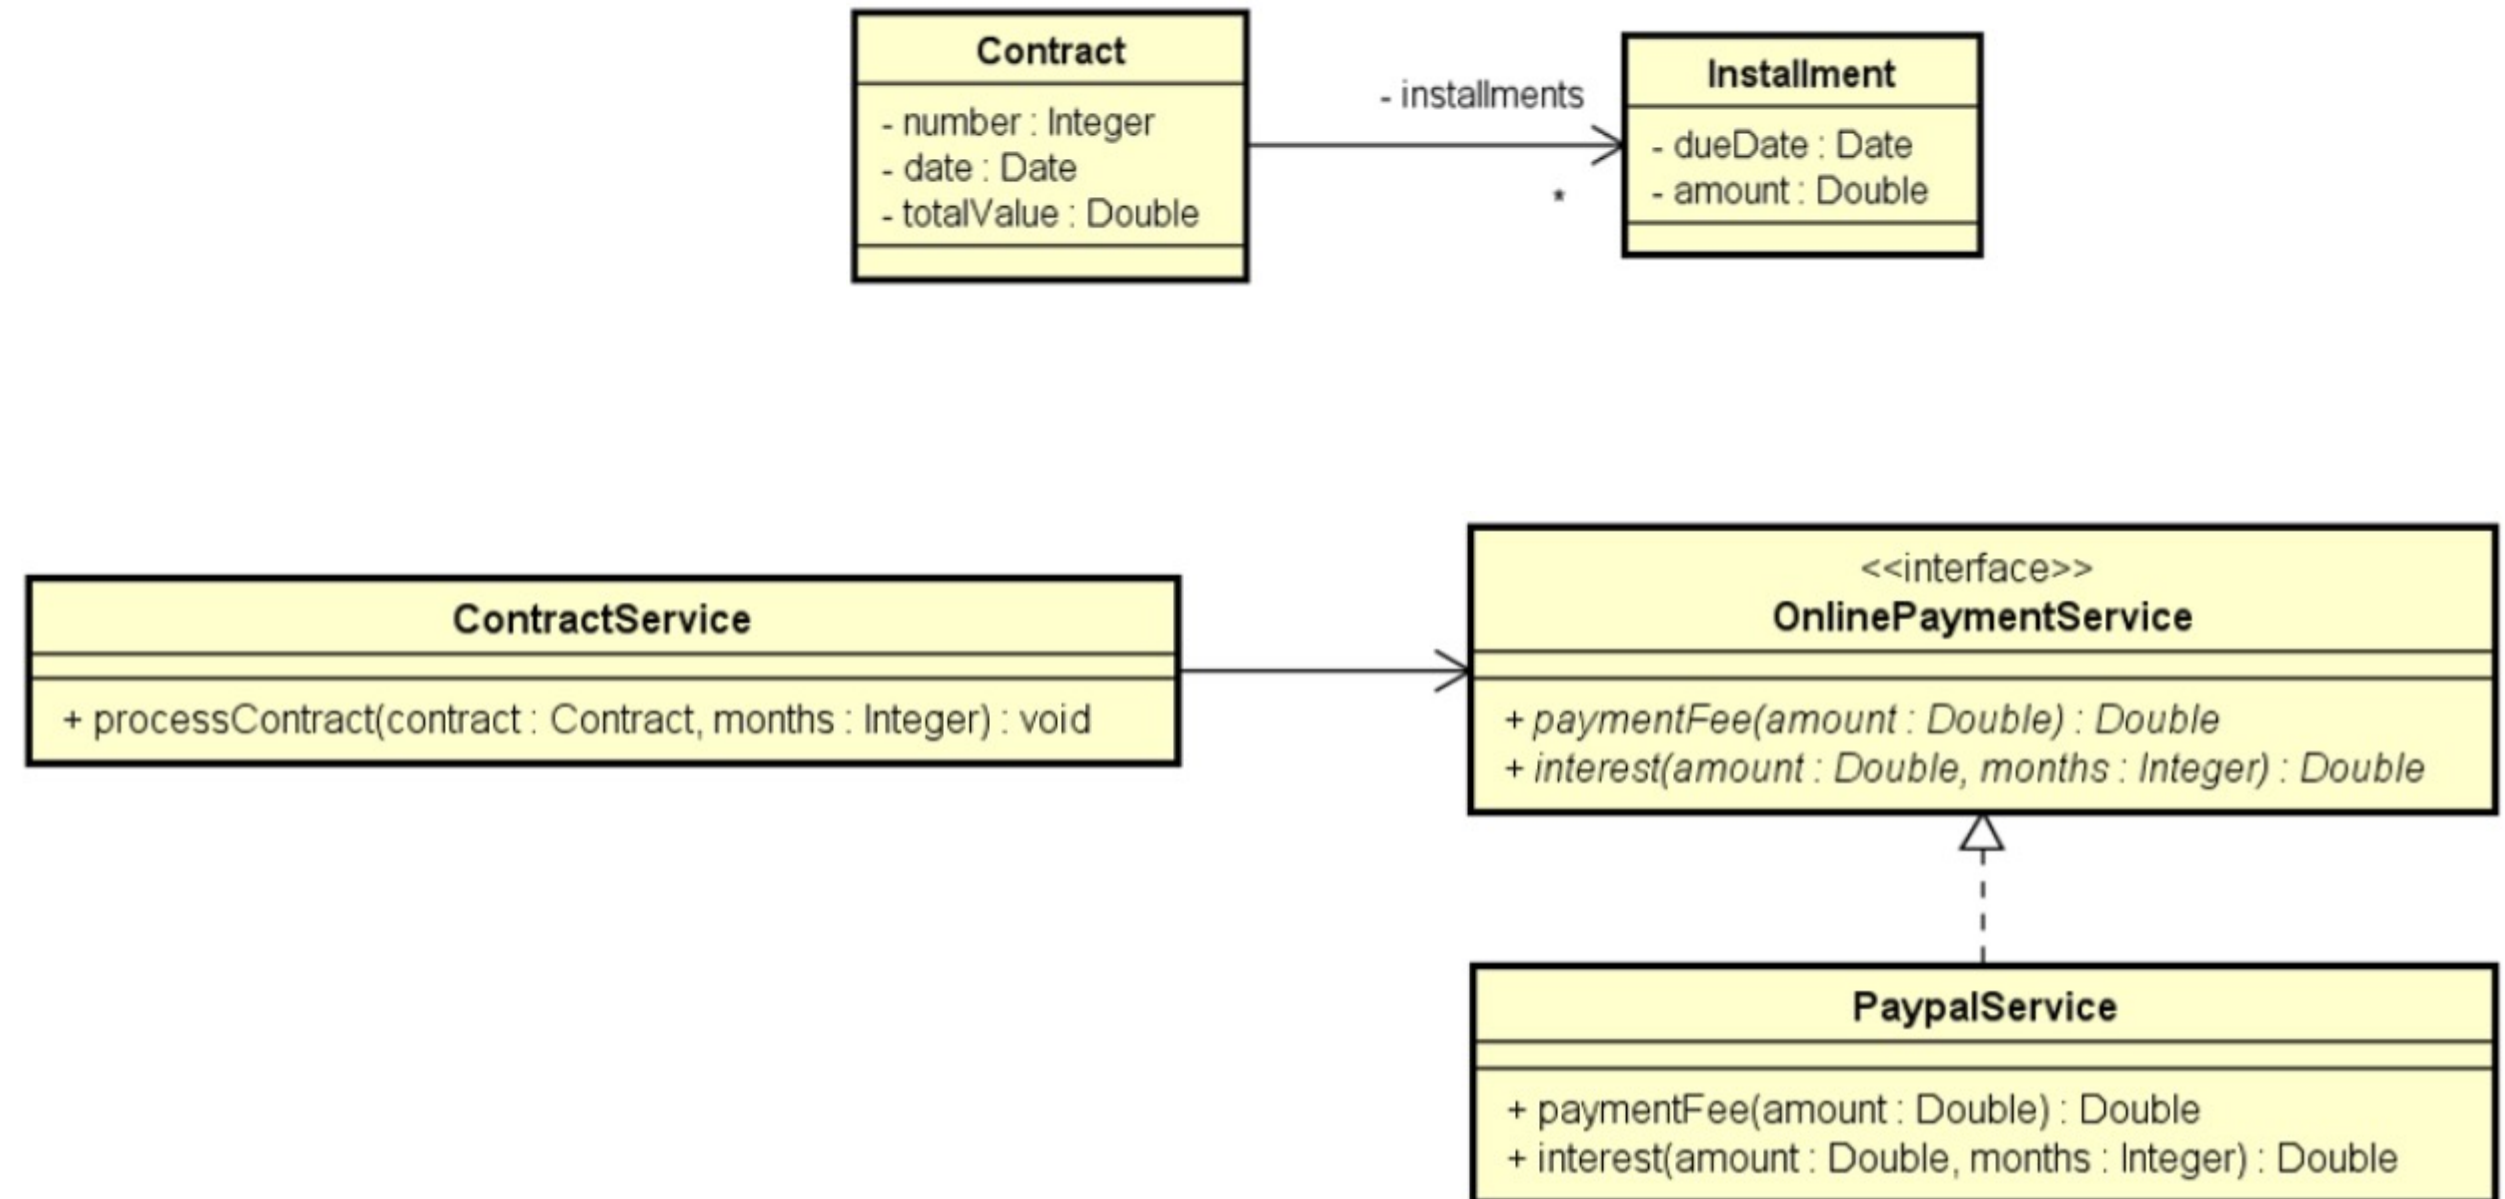 Contract
- number : Integer
- date : Date
- totalValue : Double
- installments
*
Installment
- dueDate : Date
- amount : Double
ContractService
+ processContract(contract : Contract, months : Integer) : void
<<interface>>
OnlinePaymentService
+ paymentFee(amount : Double) : Double
+ interest(amount : Double, months : Integer) : Double
PaypalService
+ paymentFee(amount : Double) : Double
+ interest(amount : Double, months : Integer) : Double